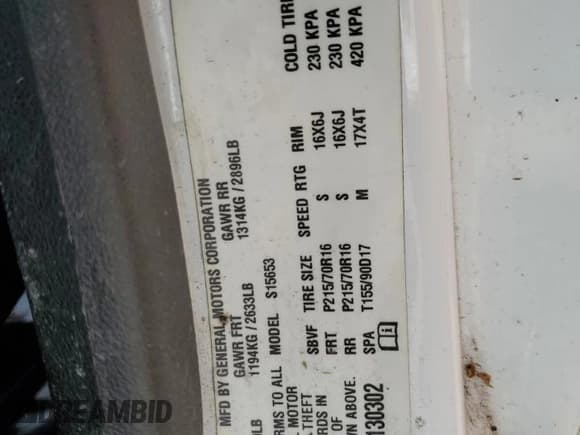 MFD BY GENERAL MOTORS CORPORATION
GAWR FRT GAWR RR
1194KG/2633LB 1314KG/2896LB
0LB
RMS TO ALL MODEL S15653
MOTOR
THEFT SBVF TIRE SIZE SPEED RTG RIM COLD TIRE
RDS IN FRT P215/70R16 S 16X6J 230 KPA
OF RR P215/70R16 S 16X6J 230 KPA
WN ABOVE. SPA T155/90D17 M 17X4T 420 KPA
130302
DREAMBID